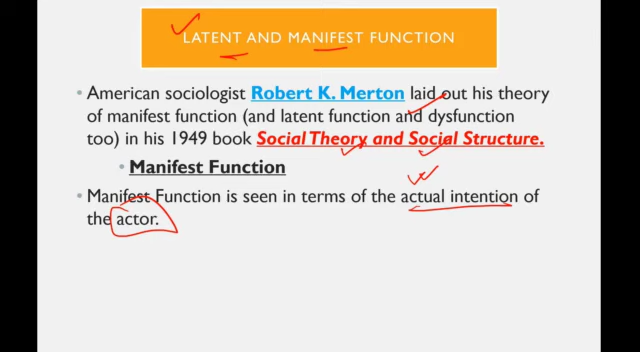 LATENT AND MANIFEST FUNCTION
American sociologist Robert K. Merton laid out his theory
of manifest function (and latent function and dysfunction
too) in his 1949 book Social Theory and Social Structure.
• Manifest Function
• Manifest Function is seen in terms of the actual intention of
the actor.